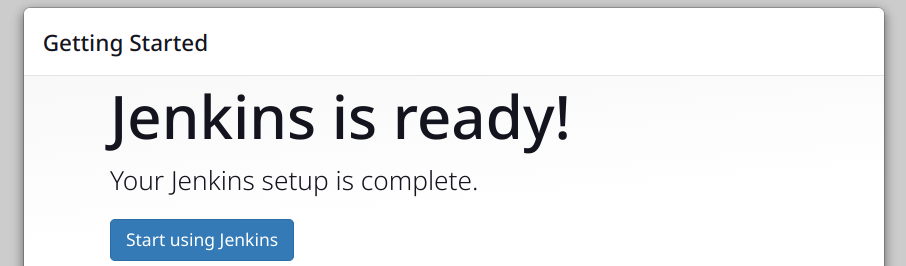 Getting Started
Jenkins is ready!
Your Jenkins setup is complete.
Start using Jenkins